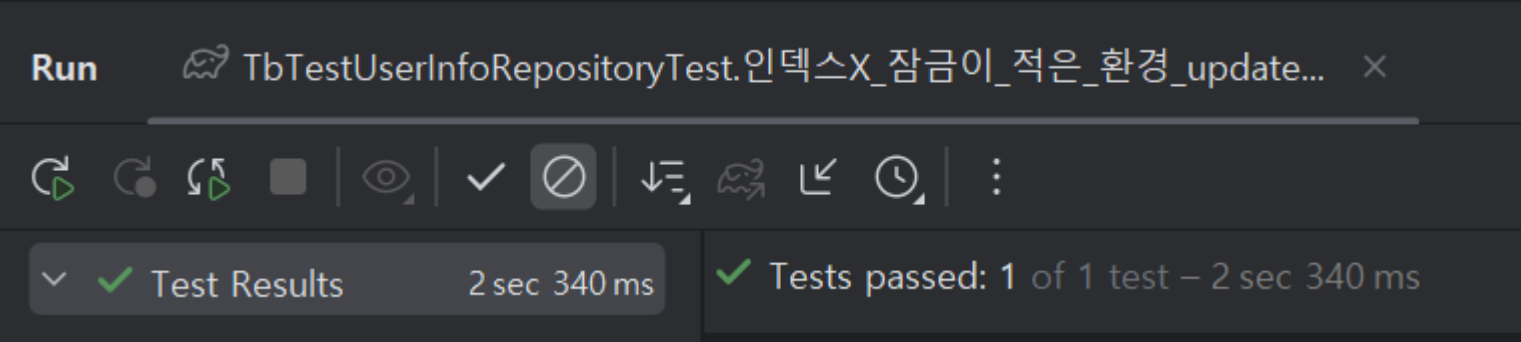 Run TbTestUserInfoRepositoryTest.인덱스X_잠금이_적은_환경_update...
Test Results 2 sec 340 ms
Tests passed: 1 of 1 test – 2 sec 340 ms